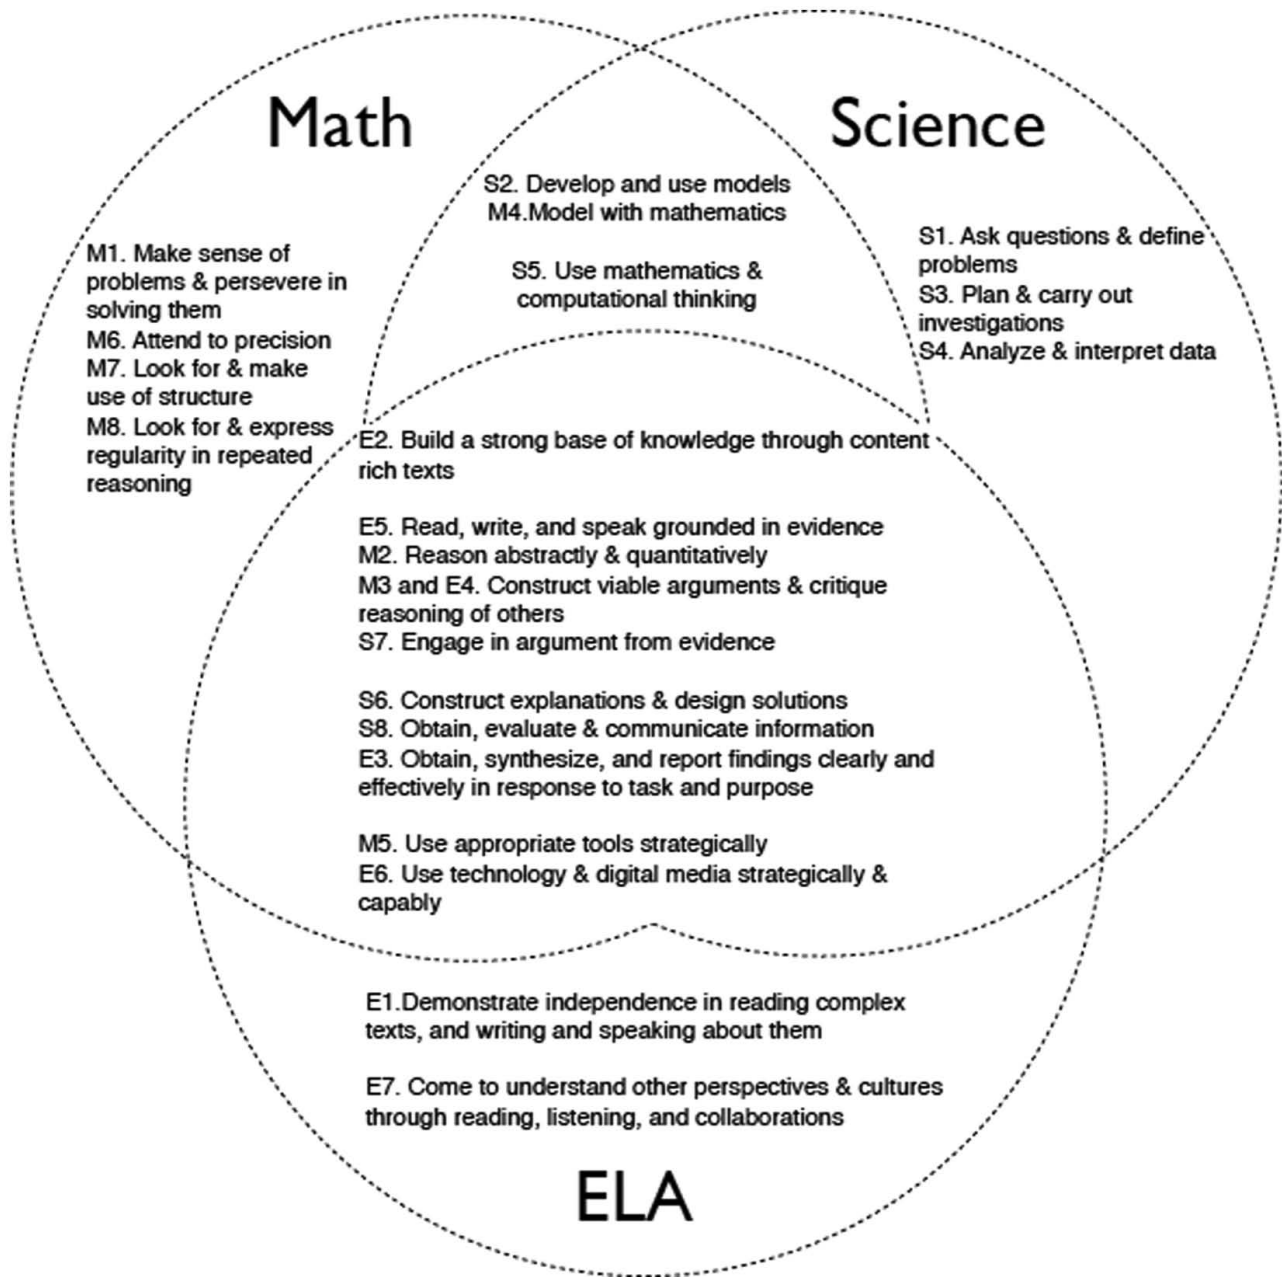 Math
Science
S2. Develop and use models
M4.Model with mathematics
S5. Use mathematics &
computational thinking
M1. Make sense of
problems & persevere in
solving them
M6. Attend to precision
M7. Look for & make
use of structure
M8. Look for & express
regularity in repeated
reasoning
S1. Ask questions & define
problems
S3. Plan & carry out
investigations
S4. Analyze & interpret data
E2. Build a strong base of knowledge through content
rich texts
E5. Read, write, and speak grounded in evidence
M2. Reason abstractly & quantitatively
M3 and E4. Construct viable arguments & critique
reasoning of others
S7. Engage in argument from evidence
S6. Construct explanations & design solutions
S8. Obtain, evaluate & communicate information
E3. Obtain, synthesize, and report findings clearly and
effectively in response to task and purpose
M5. Use appropriate tools strategically
E6. Use technology & digital media strategically &
capably
E1.Demonstrate independence in reading complex
texts, and writing and speaking about them
E7. Come to understand other perspectives & cultures
through reading, listening, and collaborations
ELA